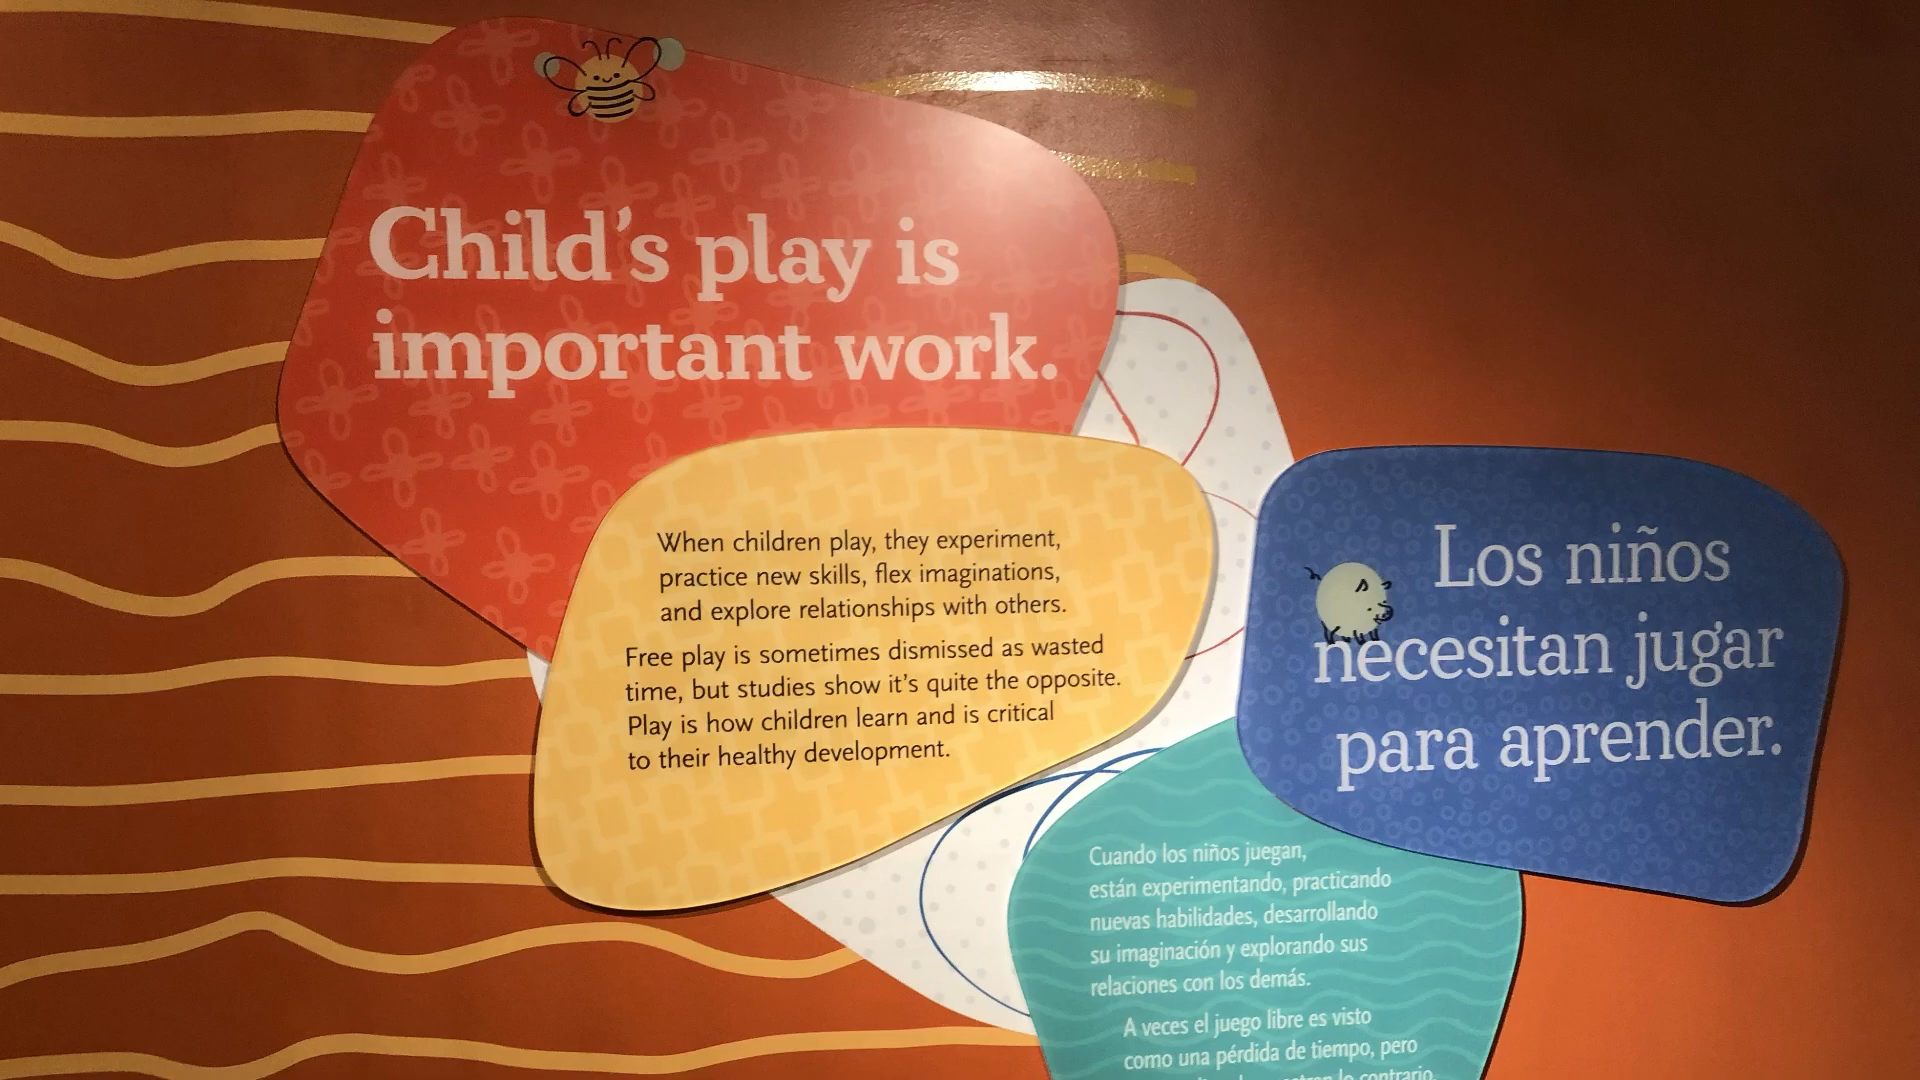 Child's play is
important work.
When children play, they experiment,
practice new skills, flex imaginations,
and explore relationships with others.
Free play is sometimes dismissed as wasted
time, but studies show it's quite the opposite.
Play is how children learn and is critical
to their healthy development.
Los niños
necesitan jugar
para aprender.
Cuando los niños juegan,
están experimentando, practicando
nuevas habilidades, desarrollando
su imaginación y explorando sus
relaciones con los demás.
A veces el juego libre es visto
como una pérdida de tiempo, pero
lo contrario.